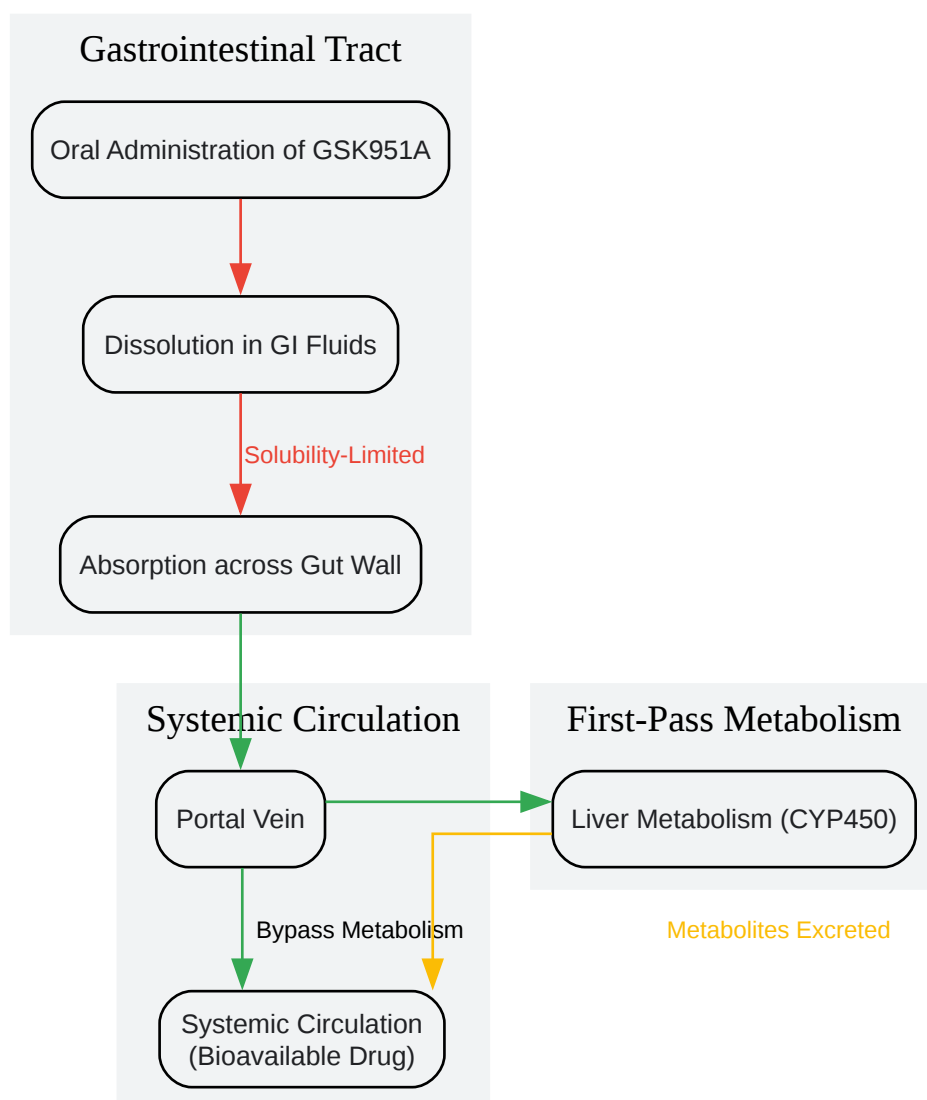 Gastrointestinal Tract
Oral Administration of GSK951A
Dissolution in GI Fluids
Solubility-Limited
Absorption across Gut Wall
Systemic Circulation
First-Pass Metabolism
Portal Vein
Liver Metabolism (CYP450)
Bypass Metabolism
Metabolites Excreted
Systemic Circulation
(Bioavailable Drug)